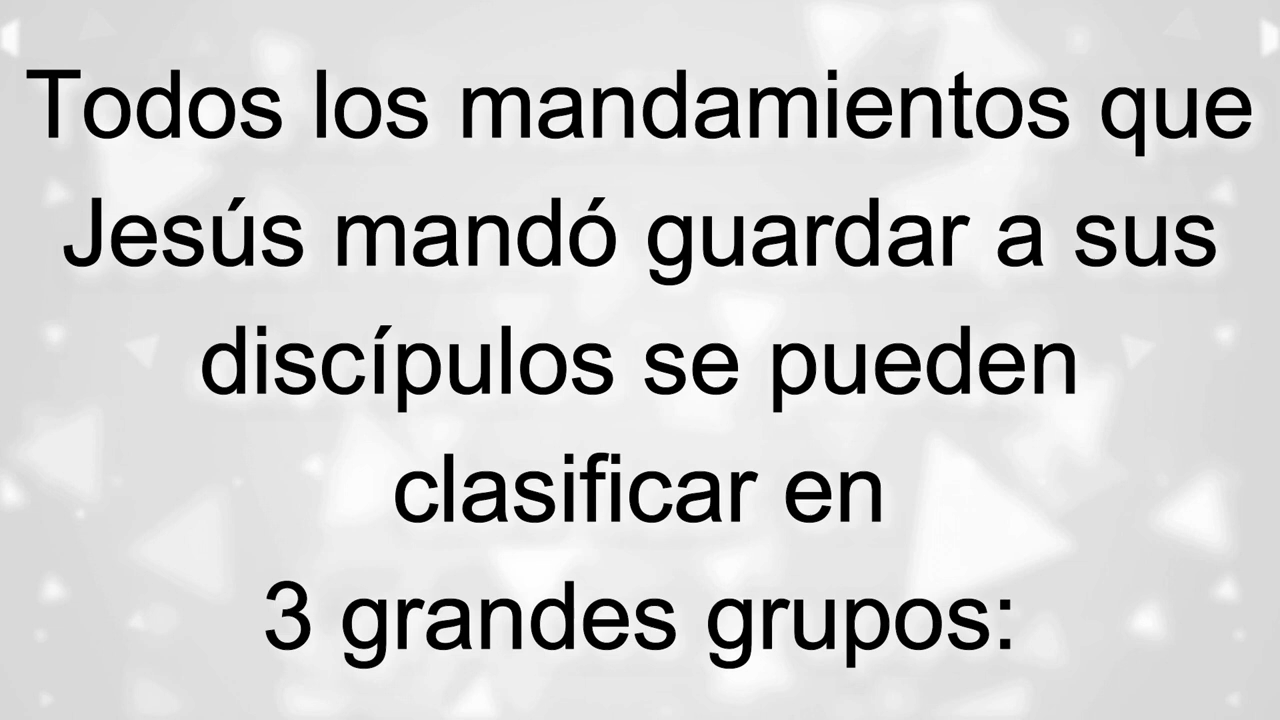 Todos los mandamientos que
Jesús mandó guardar a sus
discípulos se pueden
clasificar en
3 grandes grupos: